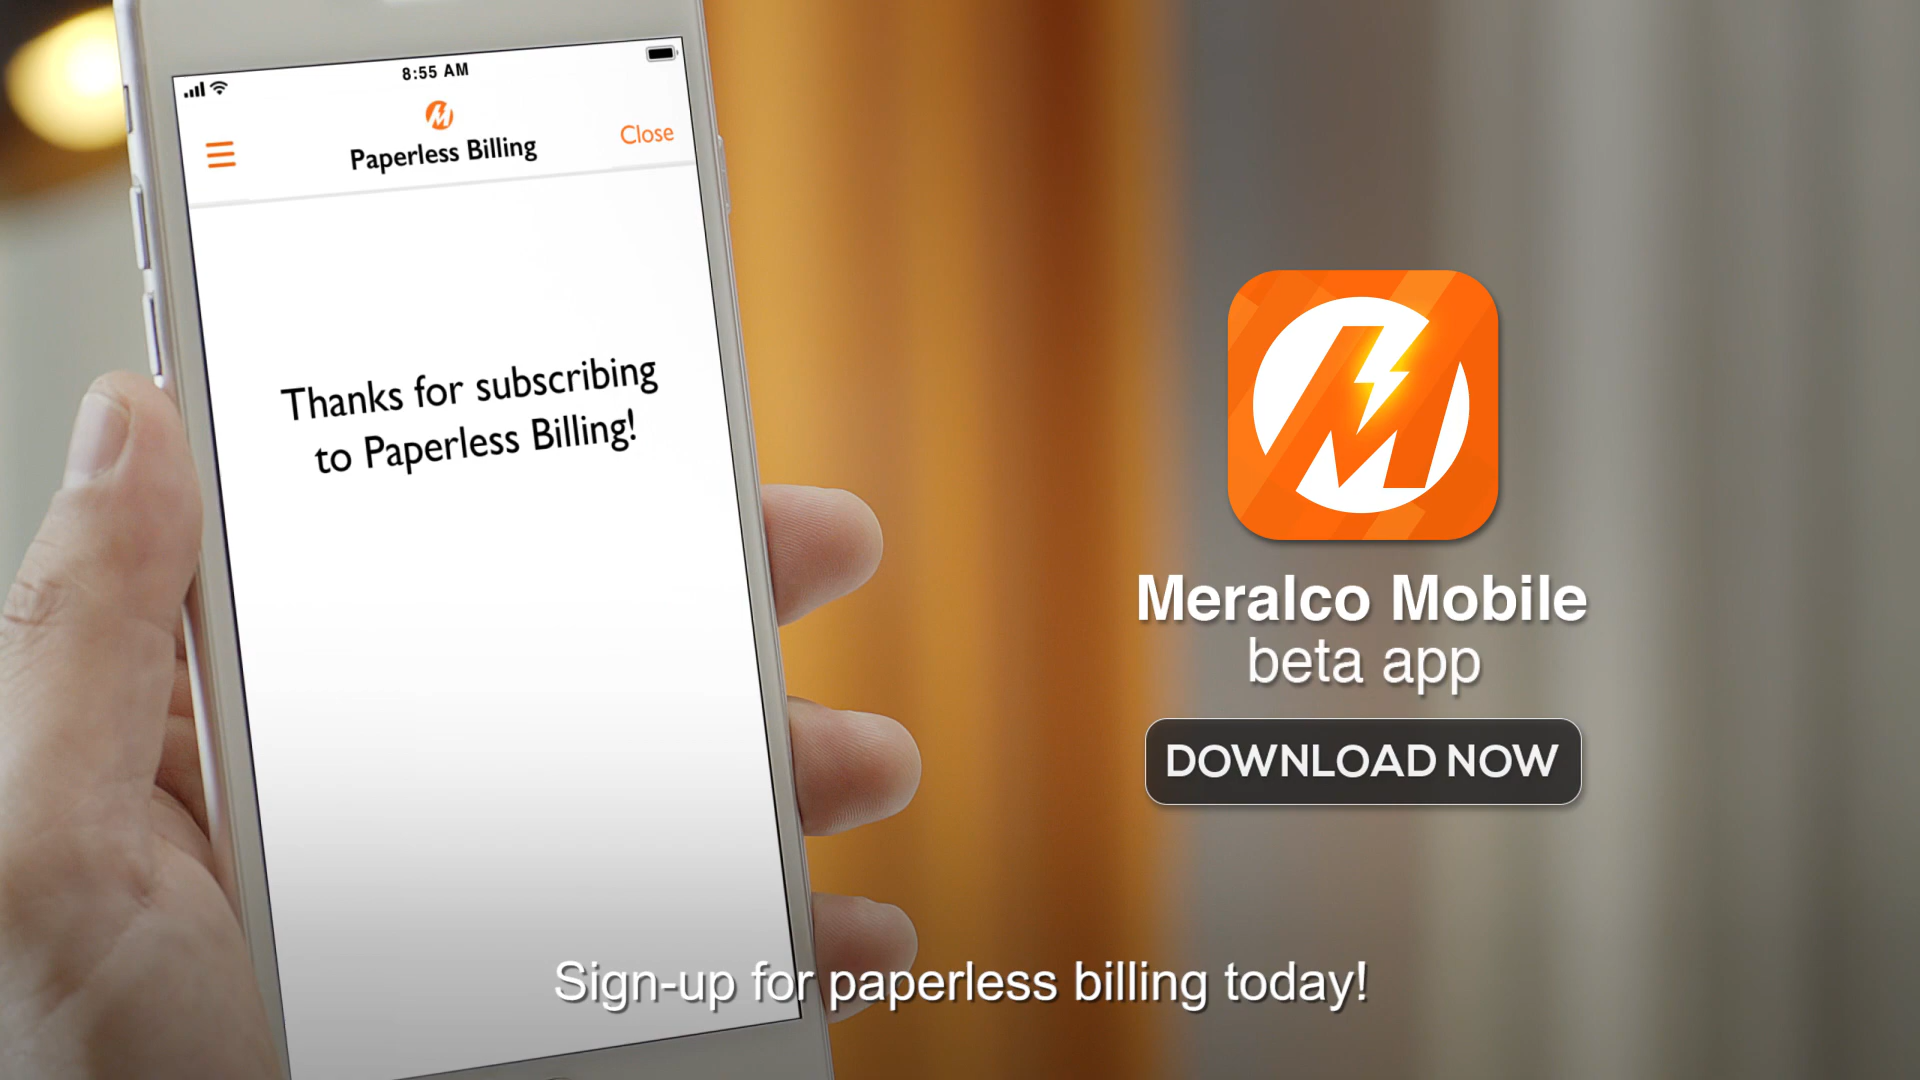 8:55 AM
Paperless Billing
Close
Thanks for subscribing
to Paperless Billing!
Meralco Mobile
beta app
DOWNLOAD NOW
Sign-up for paperless billing today!